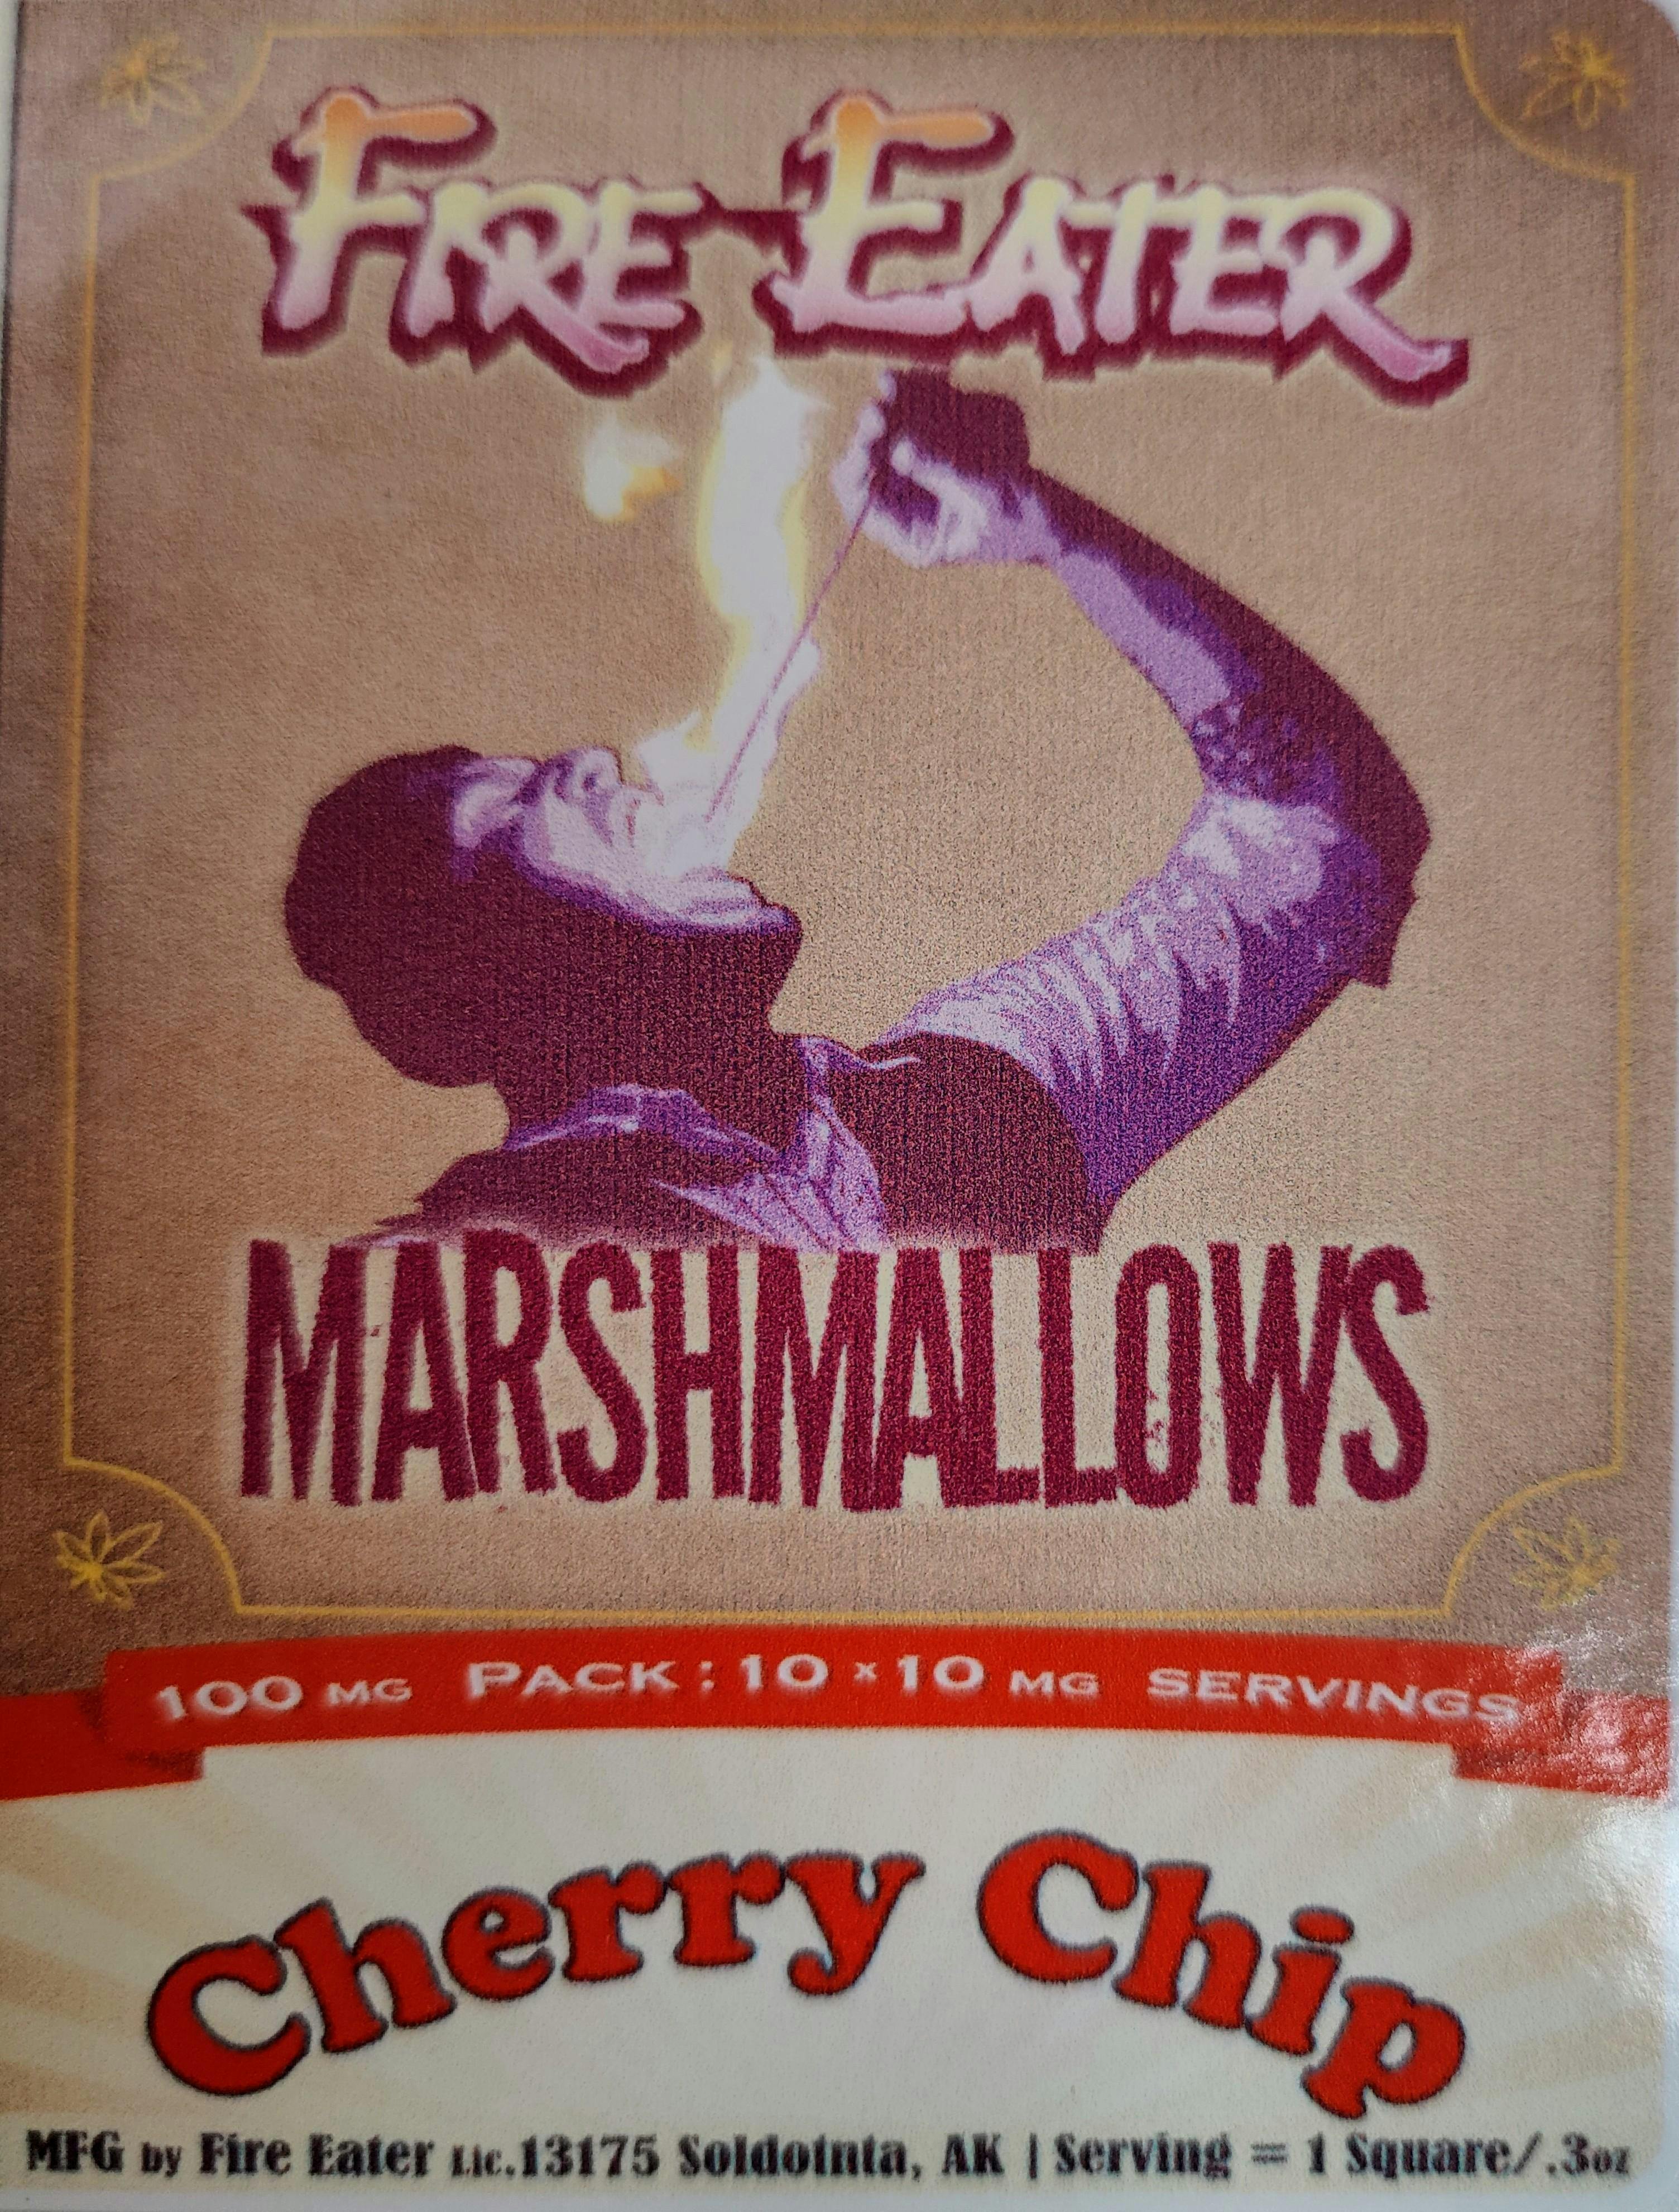 FIRE EATER
MARSHMALLOWS
100 MG PACK: 10 x 10 MG SERVINGS
Cherry Chip
MFG by Fire Eater Lic.13175 Soldointa, AK | Serving = 1 Square/.3oz